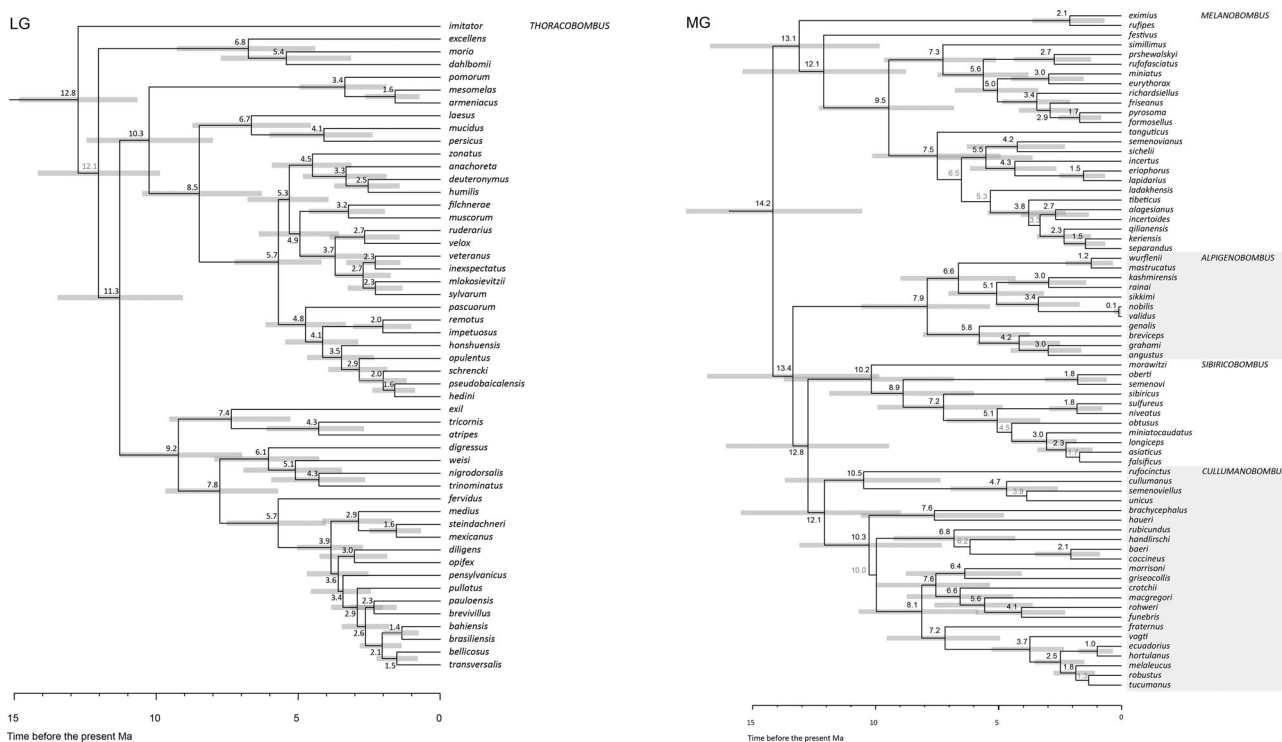 LG
THORACOBOMBUS
imitator
excellens
morio
dahlbomii
pomorum
mesomelas
armeniacus
laesus
mucidus
persicus
zonatus
anachoreta
deuteronymus
humilis
filchnerae
muscorum
ruderarius
velox
veteranus
inexspectatus
mlokosievitzii
sylvarum
pascuorum
remotus
impetuosus
honshuensis
opulentus
schrencki
pseudobaicalensis
hedini
exil
tricornis
atripes
digressus
weisi
nigrodorsalis
trinominatus
fervidus
medius
steindachneri
mexicanus
diligens
opifex
pensylvanicus
pullatus
pauloensis
brevivillus
bahiensis
brasiliensis
bellicosus
transversalis
12.8
12.1
6.8
5.4
11.3
10.3
3.4
1.6
8.5
6.7
4.1
5.7
5.3
4.5
3.3
2.5
4.9
3.2
3.7
2.7
2.7
2.3
2.3
4.8
4.1
2.0
3.5
2.9
2.0
1.6
9.2
7.4
4.3
7.8
6.1
5.1
4.3
5.7
3.9
2.9
1.6
3.6
3.0
3.4
2.9
2.3
2.6
1.4
2.1
1.5
15
10
5
0
Time before the present Ma
MG
MELANOBOMBUS
eximius
rufipes
festivus
simillimus
prshewalskyi
rufofasciatus
miniatus
eurythorax
richardsiellus
friseanus
pyrosoma
formosellus
tanguticus
semenovianus
sichelii
incertus
eriophorus
lapidarius
ladakhensis
tibeticus
alagesianus
incertoides
qilianensis
keriensis
separandus
ALPIGENOBOMBUS
wurflenii
mastrucatus
kashmirensis
rainai
sikkimi
nobilis
validus
genalis
breviceps
grahami
angustus
SIBIRICOBOMBUS
morawitzi
oberti
semenovi
sibiricus
sulfureus
niveatus
obtusus
miniatocaudatus
longiceps
asiaticus
falsificus
CULLUMANOBOMBUS
rufocinctus
cullumanus
semenoviellus
unicus
brachycephalus
haueri
rubicundus
handlirschi
baeri
coccineus
morrisoni
griseocollis
crotchii
macgregori
rohweri
funebris
fraternus
vogti
ecuadorius
hortulanus
melaleucus
robustus
tucumanus
14.2
13.1
2.1
12.1
9.5
7.3
5.6
2.7
5.0
3.0
3.4
2.9
1.7
7.5
6.5
5.5
4.2
4.3
1.5
5.3
3.8
2.7
3.3
2.3
1.5
13.4
7.9
6.6
1.2
5.1
3.0
3.4
0.1
5.8
4.2
3.0
12.8
10.2
8.9
1.8
7.2
5.1
1.8
4.5
3.0
2.3
1.7
12.1
10.5
4.7
3.9
10.3
7.6
10.0
6.8
6.2
2.1
8.1
7.6
6.4
6.6
5.6
4.1
7.2
3.7
2.5
1.0
1.8
1.3
15
10
5
0
Time before the present Ma